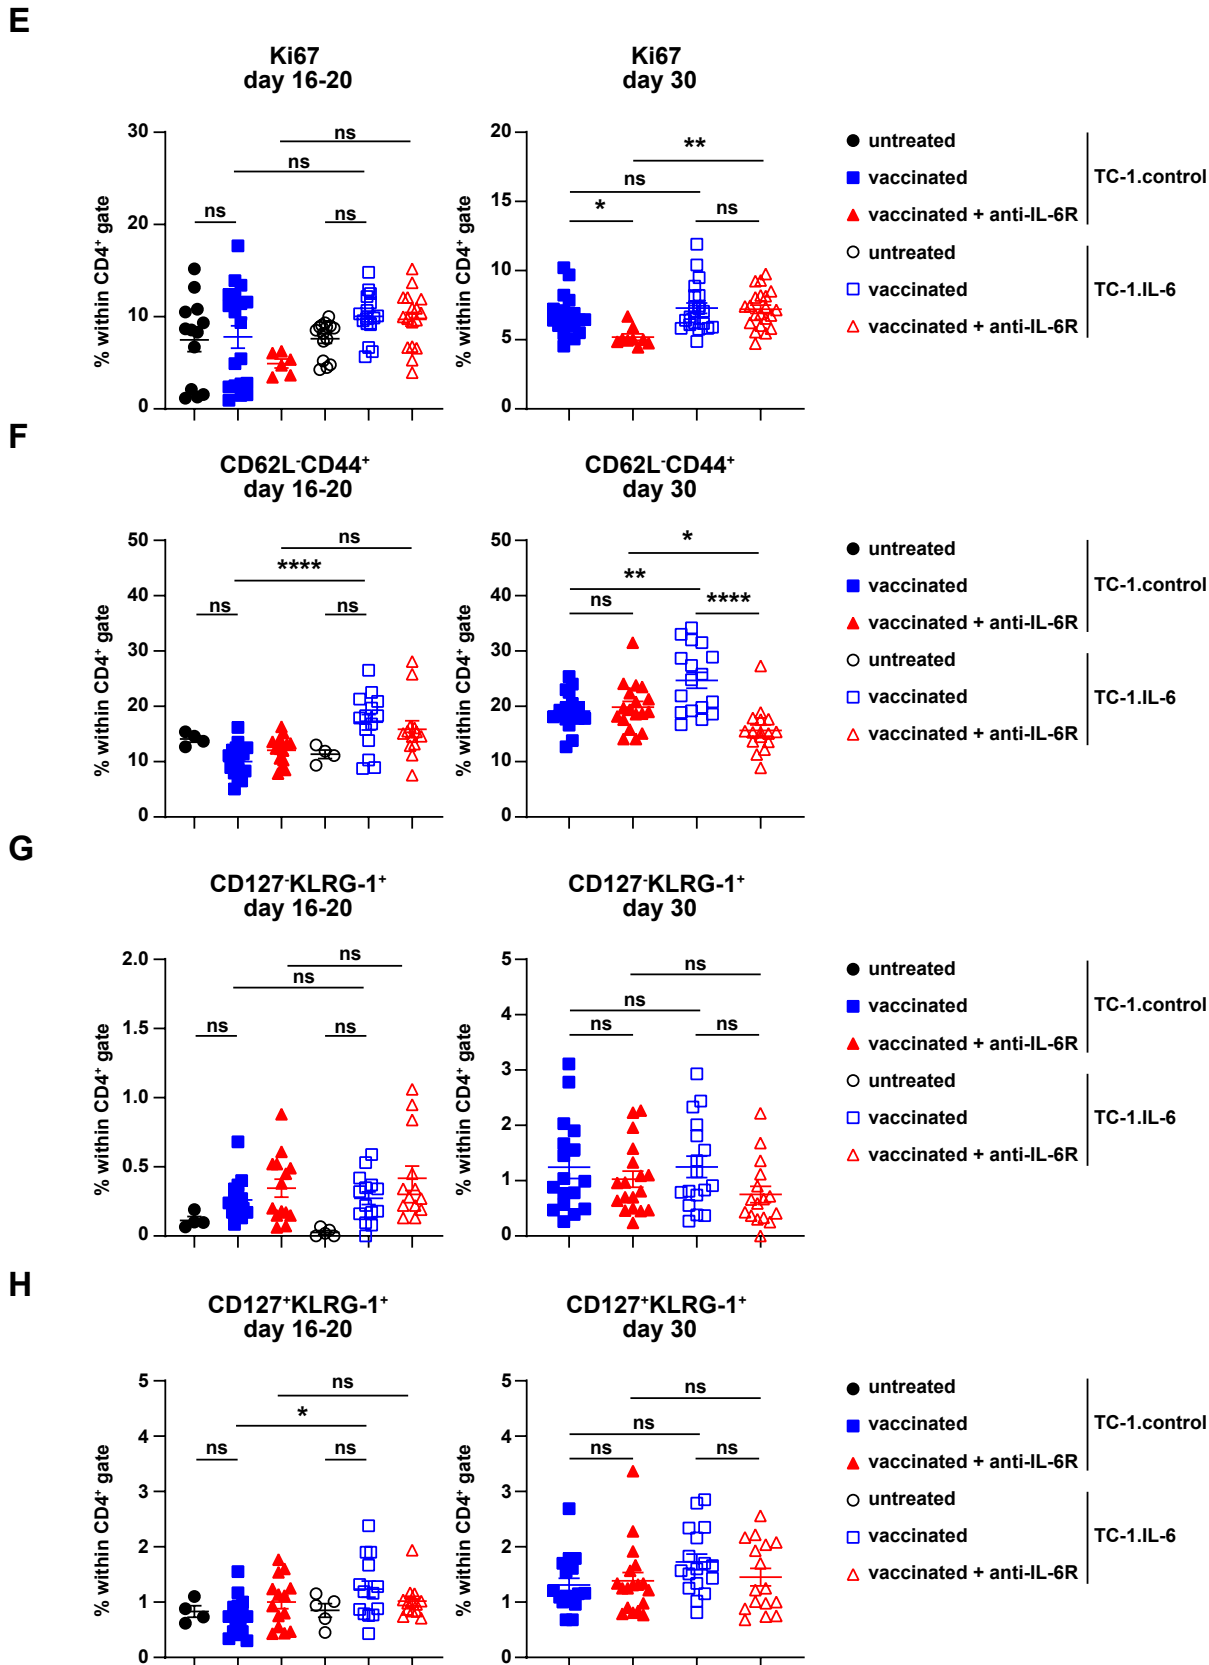 E
Ki67
day 16-20
Ki67
day 30
% within CD4⁺ gate
30
20
10
0
ns
ns
ns
ns
% within CD4⁺ gate
20
15
10
5
0
**
ns
*
ns
untreated
vaccinated
vaccinated + anti-IL-6R
TC-1.control
untreated
vaccinated
vaccinated + anti-IL-6R
TC-1.IL-6
F
CD62L⁻CD44⁺
day 16-20
CD62L⁻CD44⁺
day 30
% within CD4⁺ gate
50
40
30
20
10
0
ns
****
ns
ns
% within CD4⁺ gate
50
40
30
20
10
0
*
**
ns
****
untreated
vaccinated
vaccinated + anti-IL-6R
TC-1.control
untreated
vaccinated
vaccinated + anti-IL-6R
TC-1.IL-6
G
CD127⁻KLRG-1⁺
day 16-20
CD127⁻KLRG-1⁺
day 30
% within CD4⁺ gate
2.0
1.5
1.0
0.5
0
ns
ns
ns
ns
% within CD4⁺ gate
5
4
3
2
1
0
ns
ns
ns
ns
untreated
vaccinated
vaccinated + anti-IL-6R
TC-1.control
untreated
vaccinated
vaccinated + anti-IL-6R
TC-1.IL-6
H
CD127⁺KLRG-1⁺
day 16-20
CD127⁺KLRG-1⁺
day 30
% within CD4⁺ gate
5
4
3
2
1
0
ns
*
ns
ns
% within CD4⁺ gate
5
4
3
2
1
0
ns
ns
ns
ns
untreated
vaccinated
vaccinated + anti-IL-6R
TC-1.control
untreated
vaccinated
vaccinated + anti-IL-6R
TC-1.IL-6